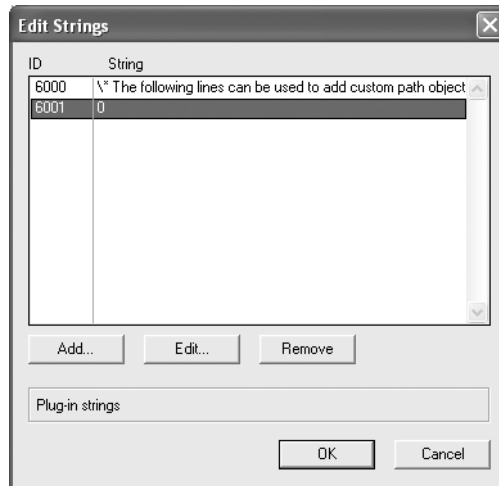 Edit Strings
ID String
6000 \* The following lines can be used to add custom path object
6001 0
Add... Edit... Remove
Plug-in strings
OK Cancel